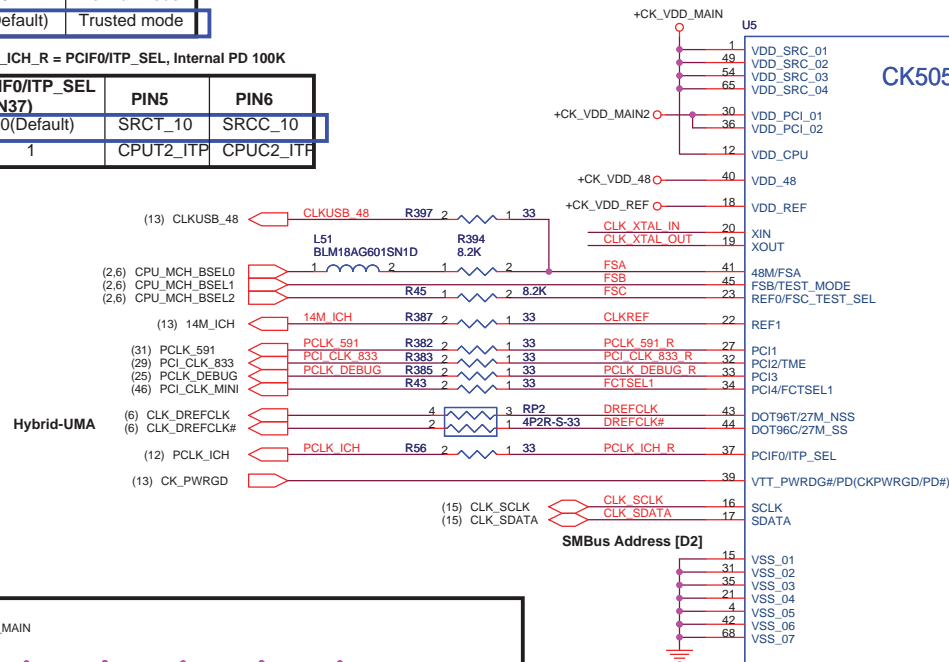 efault) Trusted mode
_ICH_R = PCIF0/ITP_SEL, Internal PD 100K
IF0/ITP_SEL PIN5 PIN6
N37)
0(Default) SRCT_10 SRCC_10
1 CPUT2_ITP CPUC2_ITP
+CK_VDD_MAIN
U5
CK505
1 VDD_SRC_01
49 VDD_SRC_02
54 VDD_SRC_03
65 VDD_SRC_04
+CK_VDD_MAIN2 30 VDD_PCI_01
36 VDD_PCI_02
12 VDD_CPU
+CK_VDD_48 40 VDD_48
+CK_VDD_REF 18 VDD_REF
(13) CLKUSB_48 CLKUSB_48 R397 2 1 33
CLK_XTAL_IN 20 XIN
CLK_XTAL_OUT 19 XOUT
L51 R394
BLM18AG601SN1D 8.2K
(2,6) CPU_MCH_BSEL0 1 2 1 2 FSA 41 48M/FSA
(2,6) CPU_MCH_BSEL1 FSB 45 FSB/TEST_MODE
(2,6) CPU_MCH_BSEL2 R45 1 2 8.2K FSC 23 REF0/FSC_TEST_SEL
(13) 14M_ICH 14M_ICH R387 2 1 33 CLKREF 22 REF1
(31) PCLK_591 PCLK_591 R382 2 1 33 PCLK_591_R 27 PCI1
(29) PCI_CLK_833 PCI_CLK_833 R383 2 1 33 PCI_CLK_833_R 32 PCI2/TME
(25) PCLK_DEBUG PCLK_DEBUG R385 2 1 33 PCLK_DEBUG_R 33 PCI3
(46) PCI_CLK_MINI R43 2 1 33 FCTSEL1 34 PCI4/FCTSEL1
Hybrid-UMA
(6) CLK_DREFCLK 4 3 RP2 DREFCLK 43 DOT96T/27M_NSS
(6) CLK_DREFCLK# 2 1 4P2R-S-33 DREFCLK# 44 DOT96C/27M_SS
(12) PCLK_ICH PCLK_ICH R56 2 1 33 PCLK_ICH_R 37 PCIF0/ITP_SEL
(13) CK_PWRGD 39 VTT_PWRDG#/PD(CKPWRGD/PD#)
(15) CLK_SCLK CLK_SCLK 16 SCLK
(15) CLK_SDATA CLK_SDATA 17 SDATA
SMBus Address [D2]
15 VSS_01
31 VSS_02
35 VSS_03
21 VSS_04
4 VSS_05
42 VSS_06
68 VSS_07
_MAIN